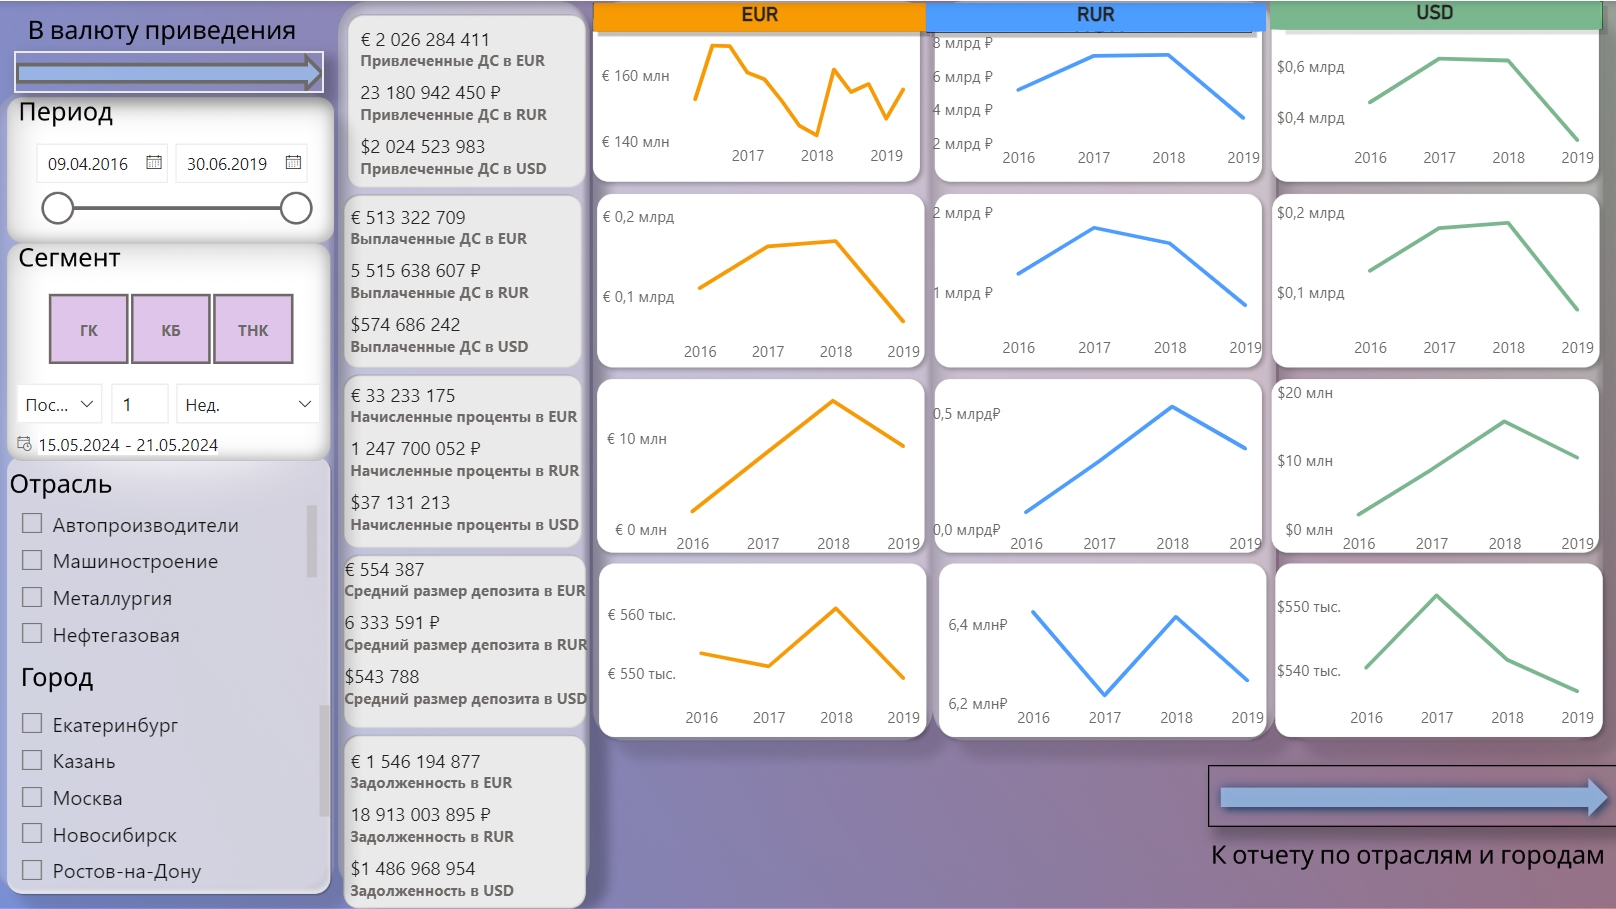 В валюту приведения
Период
09.04.2016
30.06.2019
Сегмент
ГК
КБ
ТНК
Пос...
1
Нед.
15.05.2024 - 21.05.2024
Отрасль
Автопроизводители
Машиностроение
Металлургия
Нефтегазовая
Город
Екатеринбург
Казань
Москва
Новосибирск
Ростов-на-Дону
€ 2 026 284 411
Привлеченные ДС в EUR
23 180 942 450 ₽
Привлеченные ДС в RUR
$2 024 523 983
Привлеченные ДС в USD
€ 513 322 709
Выплаченные ДС в EUR
5 515 638 607 ₽
Выплаченные ДС в RUR
$574 686 242
Выплаченные ДС в USD
€ 33 233 175
Начисленные проценты в EUR
1 247 700 052 ₽
Начисленные проценты в RUR
$37 131 213
Начисленные проценты в USD
€ 554 387
Средний размер депозита в EUR
6 333 591 ₽
Средний размер депозита в RUR
$543 788
Средний размер депозита в USD
€ 1 546 194 877
Задолженность в EUR
18 913 003 895 ₽
Задолженность в RUR
$1 486 968 954
Задолженность в USD
EUR
RUR
USD
€ 160 млн
€ 140 млн
2017 2018 2019
8 млрд ₽
6 млрд ₽
4 млрд ₽
2 млрд ₽
2016 2017 2018 2019
$0,6 млрд
$0,4 млрд
2016 2017 2018 2019
€ 0,2 млрд
€ 0,1 млрд
2016 2017 2018 2019
2 млрд ₽
1 млрд ₽
2016 2017 2018 2019
$0,2 млрд
$0,1 млрд
2016 2017 2018 2019
€ 10 млн
€ 0 млн
2016 2017 2018 2019
0,5 млрд₽
0,0 млрд₽
2016 2017 2018 2019
$20 млн
$10 млн
$0 млн
2016 2017 2018 2019
€ 560 тыс.
€ 550 тыс.
2016 2017 2018 2019
6,4 млн₽
6,2 млн₽
2016 2017 2018 2019
$550 тыс.
$540 тыс.
2016 2017 2018 2019
К отчету по отраслям и городам